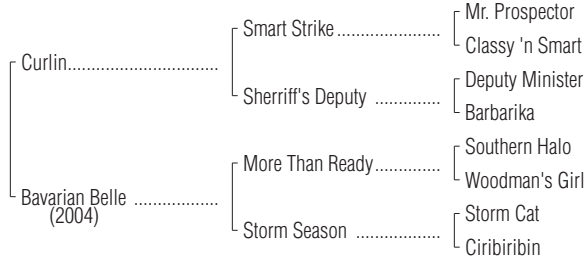 Mr. Prospector
Smart Strike
Classy 'n Smart
Curlin
Deputy Minister
Sherriff's Deputy
Barbarika
Southern Halo
More Than Ready
Woodman's Girl
Bavarian Belle
(2004)
Storm Cat
Storm Season
Ciribiribin